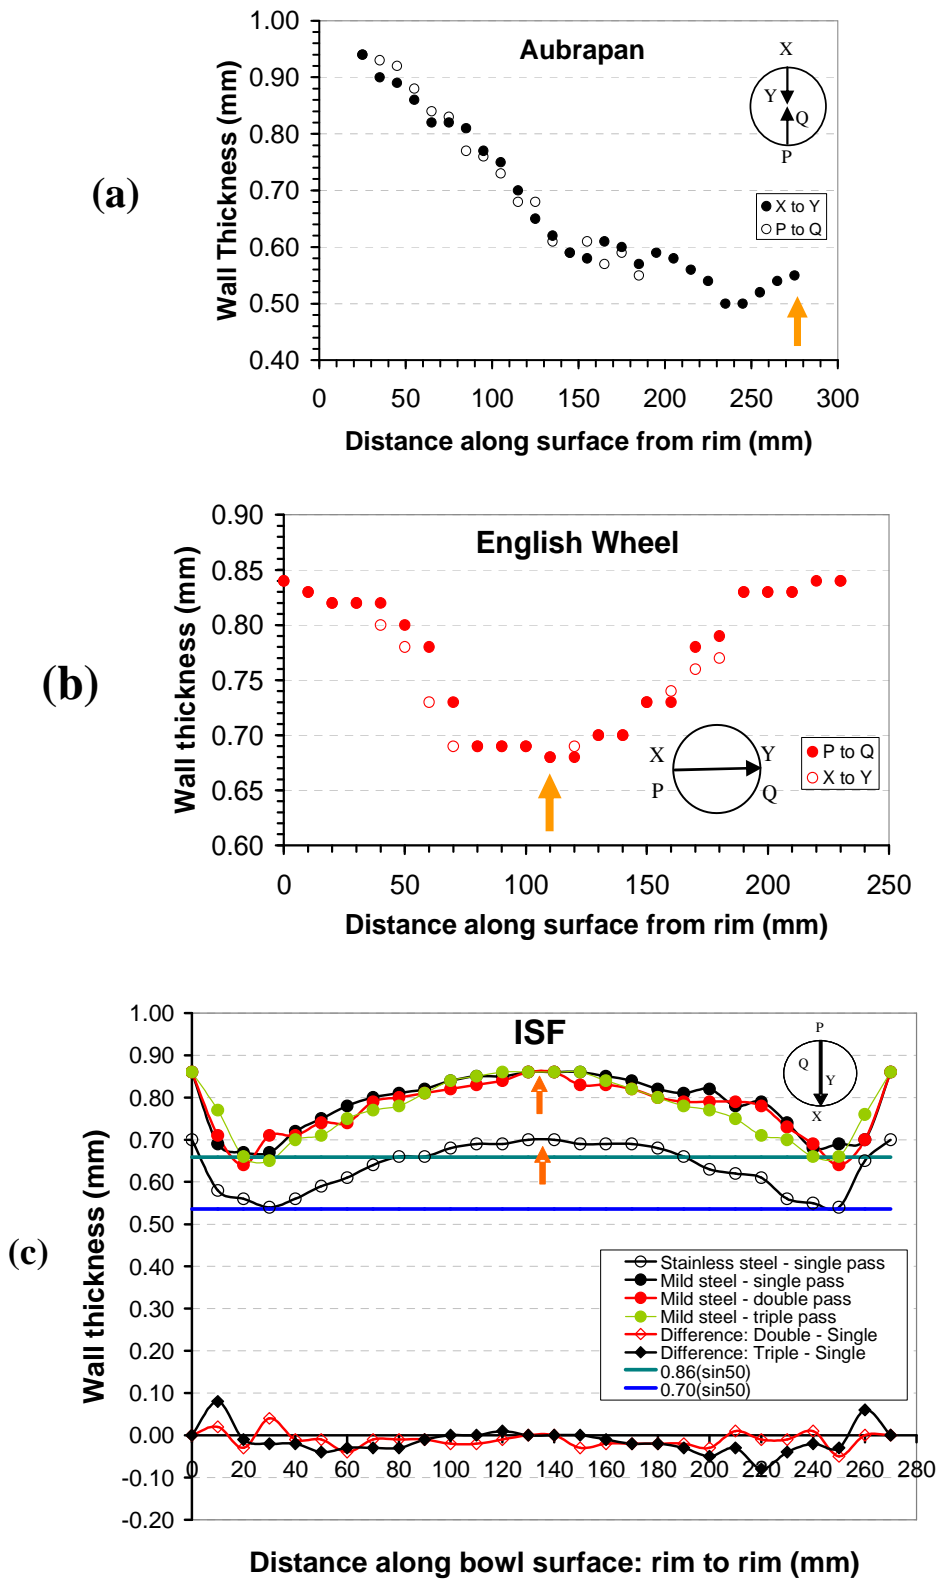 (a)
Aubrapan
Wall Thickness (mm)
1.00
0.90
0.80
0.70
0.60
0.50
0.40
X
Y
Q
P
X to Y
P to Q
0 50 100 150 200 250 300
Distance along surface from rim (mm)
(b)
English Wheel
Wall thickness (mm)
0.90
0.85
0.80
0.75
0.70
0.65
0.60
X Y
P Q
P to Q
X to Y
0 50 100 150 200 250
Distance along surface from rim (mm)
(c)
ISF
Wall thickness (mm)
1.00
0.90
0.80
0.70
0.60
0.50
0.40
0.30
0.20
0.10
0.00
-0.10
-0.20
P
Q
Y
X
Stainless steel - single pass
Mild steel - single pass
Mild steel - double pass
Mild steel - triple pass
Difference: Double - Single
Difference: Triple - Single
0.86(sin50)
0.70(sin50)
0 20 40 60 80 100 120 140 160 180 200 220 240 260 280
Distance along bowl surface: rim to rim (mm)